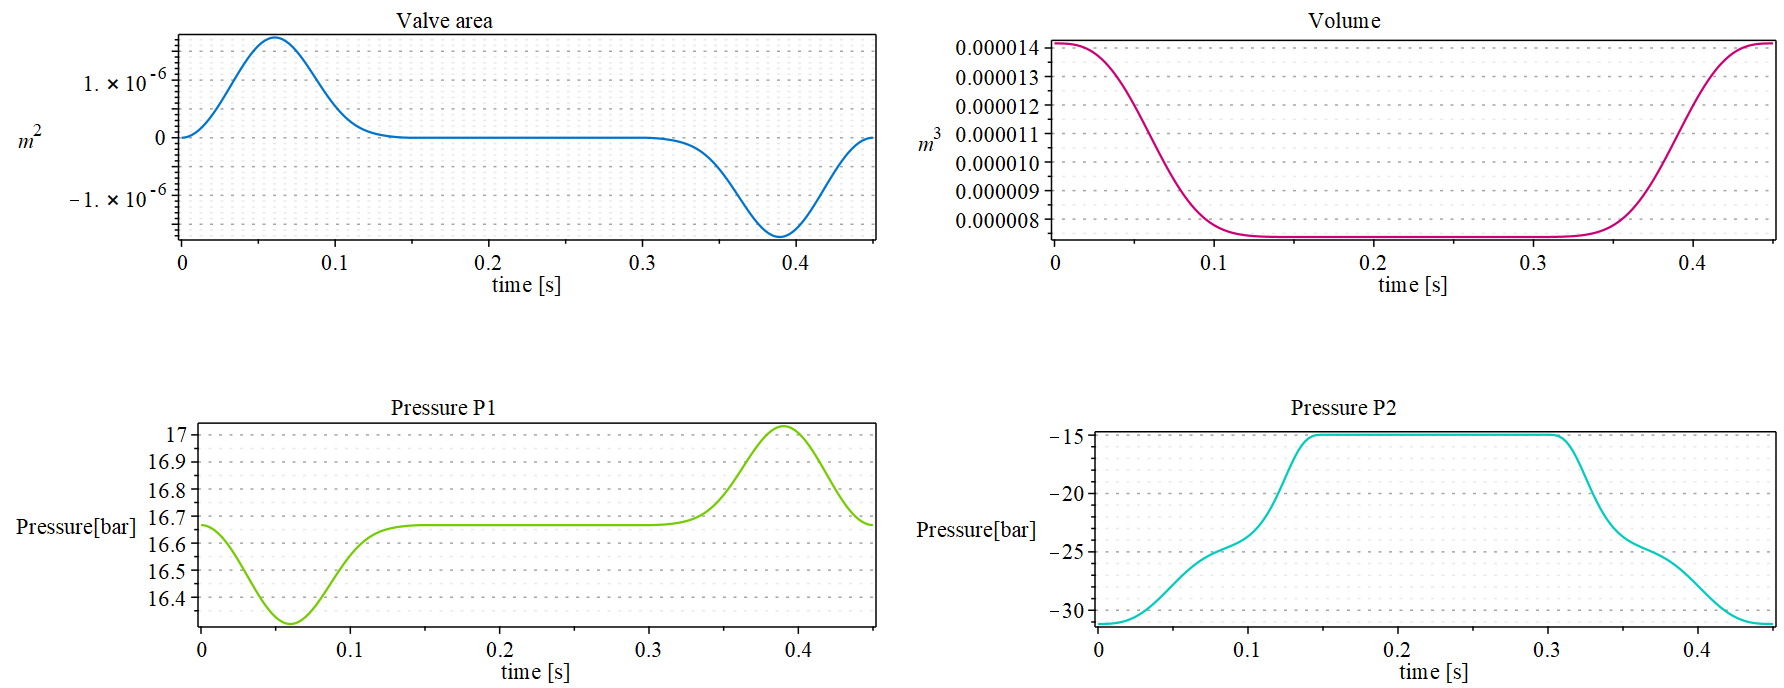 Valve area
1. × 10^-6
0
−1. × 10^-6
m^2
0 0.1 0.2 0.3 0.4
time [s]
Volume
0.000014
0.000013
0.000012
0.000011
0.000010
0.000009
0.000008
m^3
0 0.1 0.2 0.3 0.4
time [s]
Pressure P1
17
16.9
16.8
16.7
16.6
16.5
16.4
Pressure[bar]
0 0.1 0.2 0.3 0.4
time [s]
Pressure P2
−15
−20
−25
−30
Pressure[bar]
0 0.1 0.2 0.3 0.4
time [s]